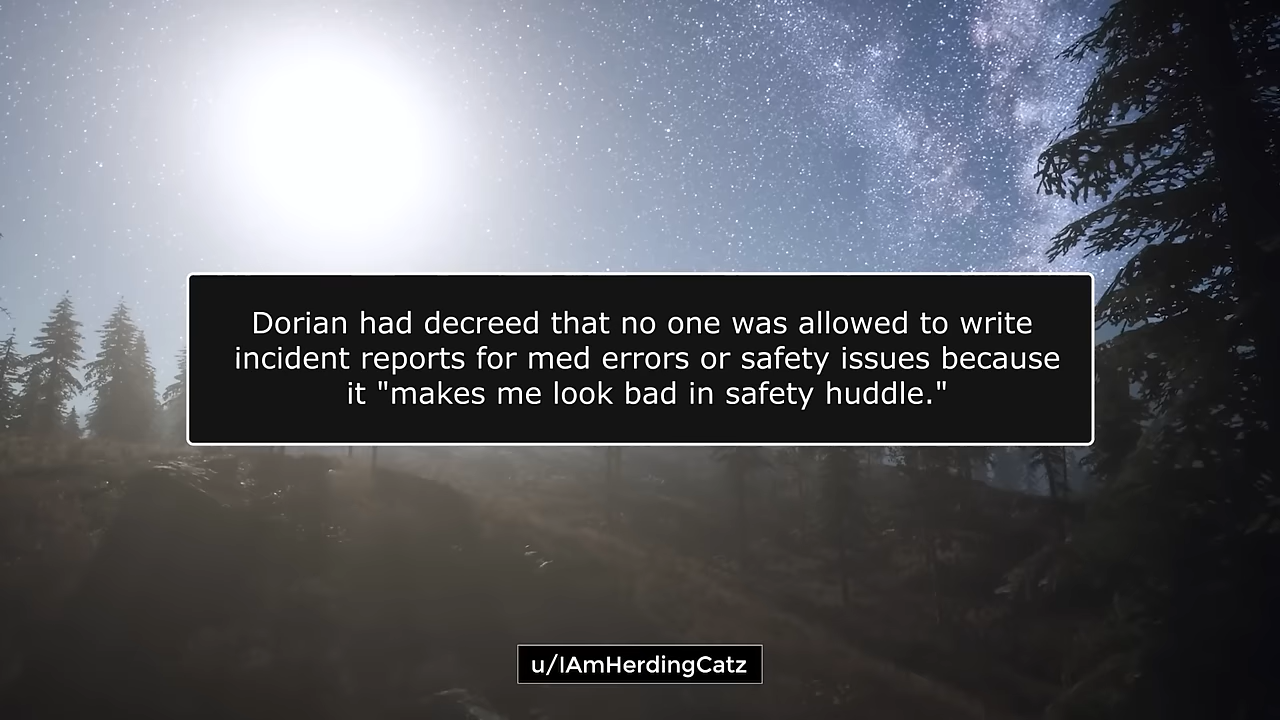 Dorian had decreed that no one was allowed to write
incident reports for med errors or safety issues because
it "makes me look bad in safety huddle."
u/IAmHerdingCatz